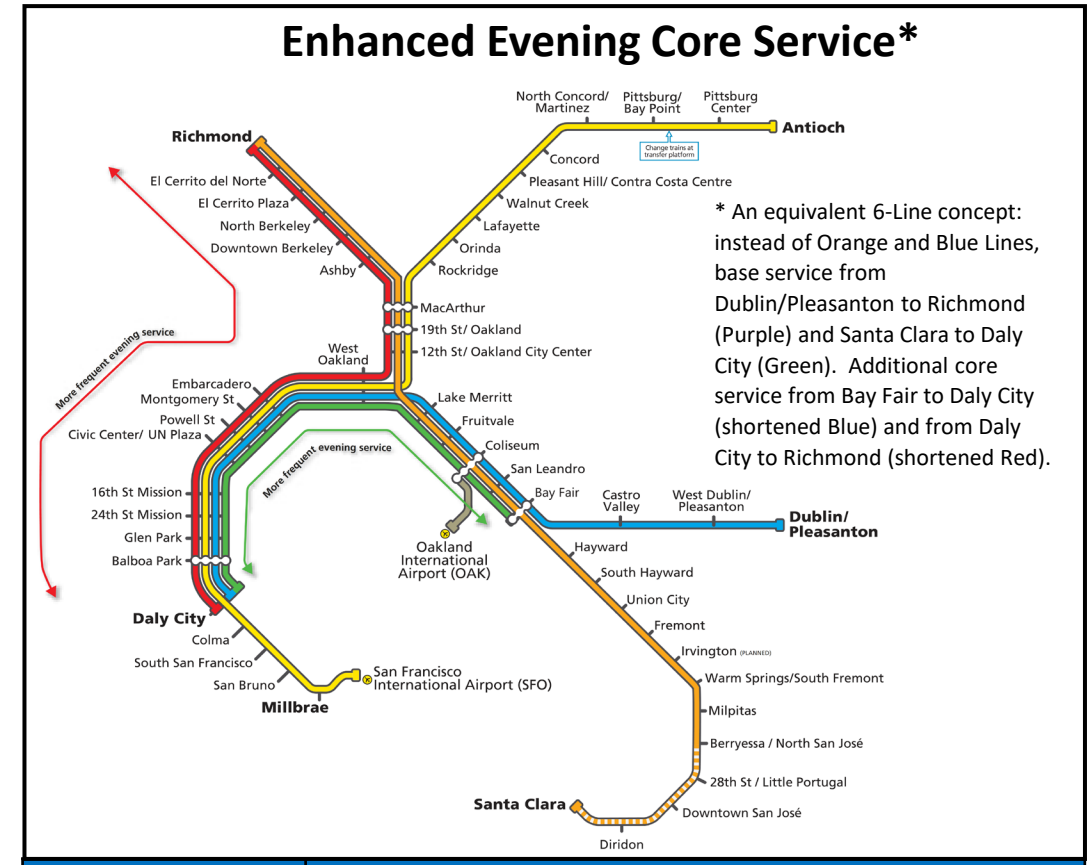 Enhanced Evening Core Service*
North Concord/
Martinez
Pittsburg/
Bay Point
Pittsburg
Center
Antioch
Change trains at
transfer platform
Richmond
Concord
El Cerrito del Norte
Pleasant Hill/ Contra Costa Centre
El Cerrito Plaza
Walnut Creek
North Berkeley
Lafayette
Downtown Berkeley
Orinda
Ashby
Rockridge
* An equivalent 6-Line concept:
instead of Orange and Blue Lines,
base service from
Dublin/Pleasanton to Richmond
(Purple) and Santa Clara to Daly
City (Green). Additional core
service from Bay Fair to Daly City
(shortened Blue) and from Daly
City to Richmond (shortened Red).
MacArthur
19th St/ Oakland
12th St/ Oakland City Center
More frequent evening service
West
Oakland
Embarcadero
Montgomery St
Powell St
Civic Center/ UN Plaza
Lake Merritt
Fruitvale
Coliseum
San Leandro
Bay Fair
More frequent evening service
Castro
Valley
West Dublin/
Pleasanton
Dublin/
Pleasanton
16th St Mission
24th St Mission
Glen Park
Balboa Park
Oakland
International
Airport (OAK)
Hayward
South Hayward
Union City
Fremont
Irvington (PLANNED)
Warm Springs/South Fremont
Daly City
Colma
South San Francisco
San Bruno
Millbrae
San Francisco
International Airport (SFO)
Milpitas
Berryessa / North San José
28th St / Little Portugal
Downtown San José
Santa Clara
Diridon